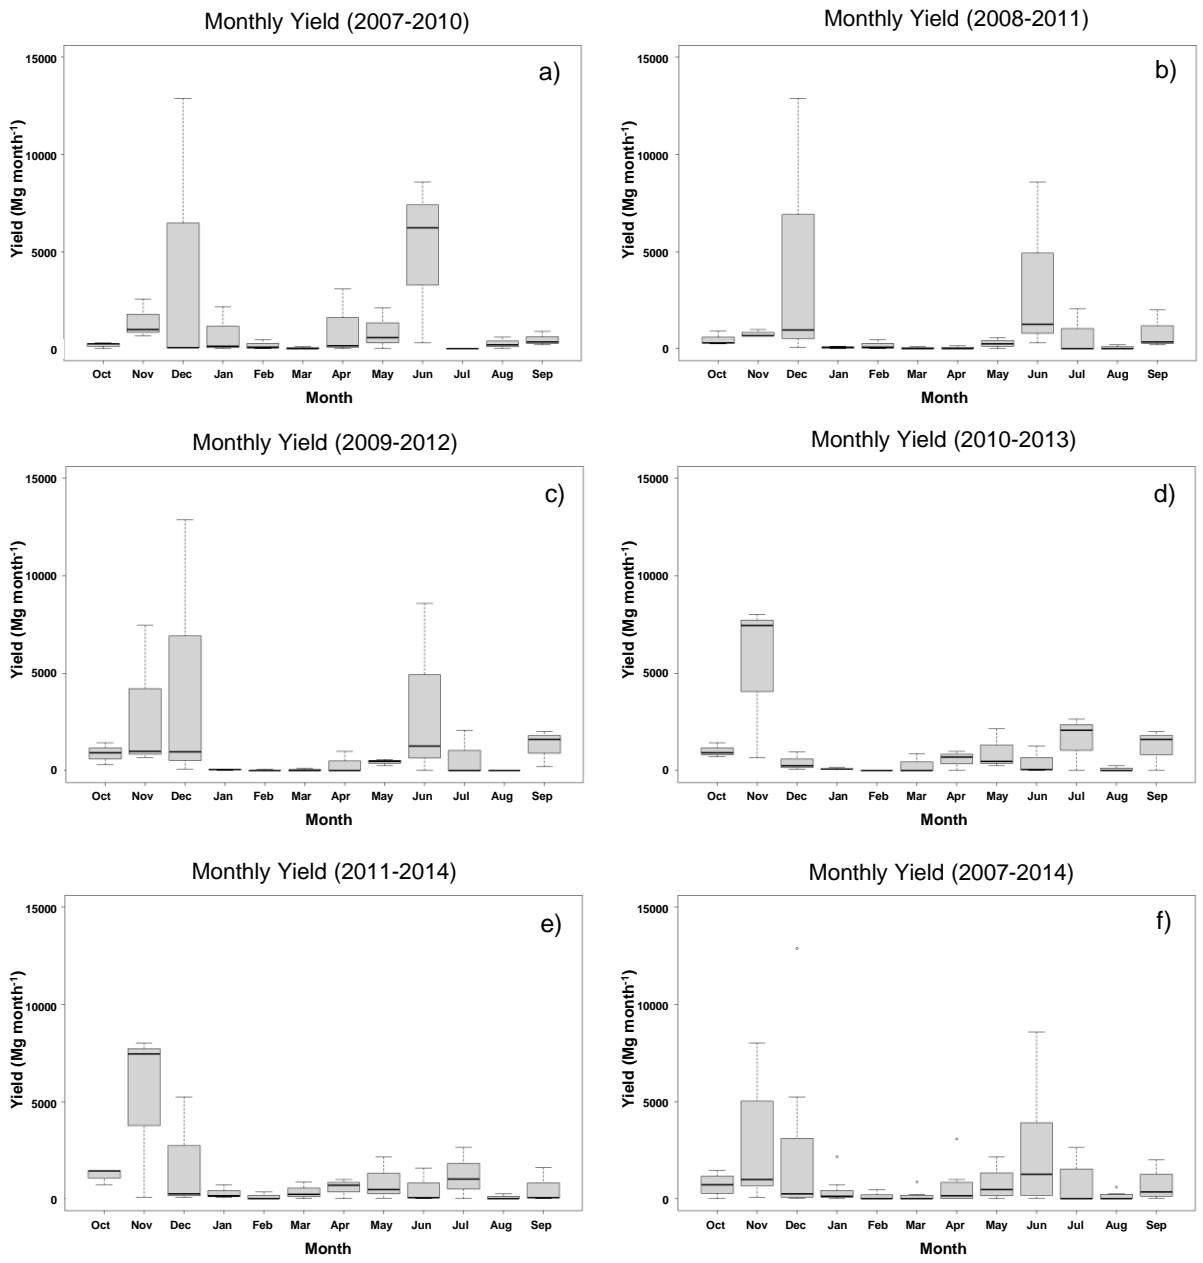 Monthly Yield (2007-2010)
a)
15000
10000
5000
0
Yield (Mg month-1)
Oct Nov Dec Jan Feb Mar Apr May Jun Jul Aug Sep
Month
Monthly Yield (2008-2011)
b)
15000
10000
5000
0
Yield (Mg month-1)
Oct Nov Dec Jan Feb Mar Apr May Jun Jul Aug Sep
Month
Monthly Yield (2009-2012)
c)
15000
10000
5000
0
Yield (Mg month-1)
Oct Nov Dec Jan Feb Mar Apr May Jun Jul Aug Sep
Month
Monthly Yield (2010-2013)
d)
15000
10000
5000
0
Yield (Mg month-1)
Oct Nov Dec Jan Feb Mar Apr May Jun Jul Aug Sep
Month
Monthly Yield (2011-2014)
e)
15000
10000
5000
0
Yield (Mg month-1)
Oct Nov Dec Jan Feb Mar Apr May Jun Jul Aug Sep
Month
Monthly Yield (2007-2014)
f)
15000
10000
5000
0
Yield (Mg month-1)
Oct Nov Dec Jan Feb Mar Apr May Jun Jul Aug Sep
Month